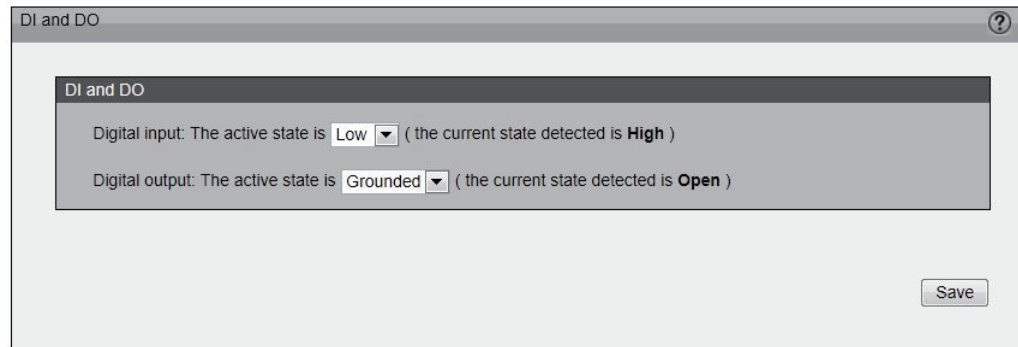 DI and DO
?
DI and DO
Digital input: The active state is Low ( the current state detected is High )
Digital output: The active state is Grounded ( the current state detected is Open )
Save